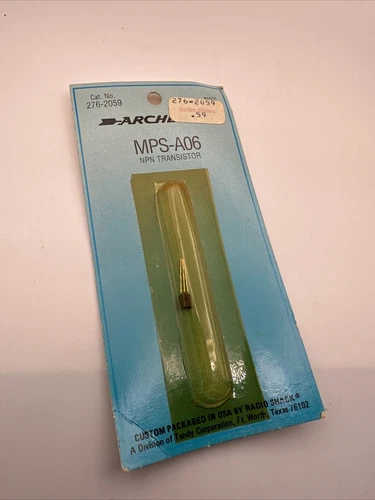 Cat. No.
276-2059
276-2059
.59
ARCHE
MPS-A06
NPN TRANSISTOR
CUSTOM PACKAGED IN USA BY RADIO SHACK®
A Division of Tandy Corporation, Ft. Worth, Texas 76102